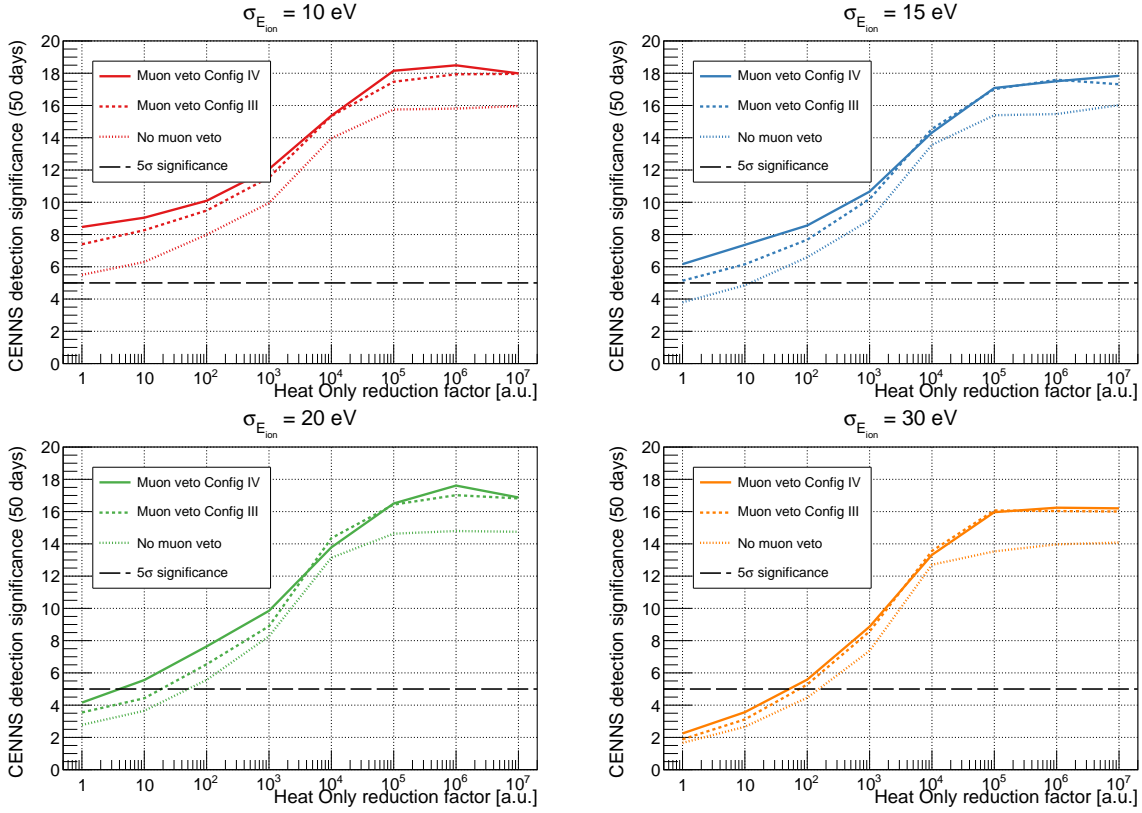 σ_E_ion = 10 eV
CENNS detection significance (50 days)
20
18
16
14
12
10
8
6
4
2
0
Muon veto Config IV
Muon veto Config III
No muon veto
5σ significance
1 10 10² 10³ 10⁴ 10⁵ 10⁶ 10⁷
Heat Only reduction factor [a.u.]
σ_E_ion = 15 eV
CENNS detection significance (50 days)
20
18
16
14
12
10
8
6
4
2
0
Muon veto Config IV
Muon veto Config III
No muon veto
5σ significance
1 10 10² 10³ 10⁴ 10⁵ 10⁶ 10⁷
Heat Only reduction factor [a.u.]
σ_E_ion = 20 eV
CENNS detection significance (50 days)
20
18
16
14
12
10
8
6
4
2
0
Muon veto Config IV
Muon veto Config III
No muon veto
5σ significance
1 10 10² 10³ 10⁴ 10⁵ 10⁶ 10⁷
Heat Only reduction factor [a.u.]
σ_E_ion = 30 eV
CENNS detection significance (50 days)
20
18
16
14
12
10
8
6
4
2
0
Muon veto Config IV
Muon veto Config III
No muon veto
5σ significance
1 10 10² 10³ 10⁴ 10⁵ 10⁶ 10⁷
Heat Only reduction factor [a.u.]